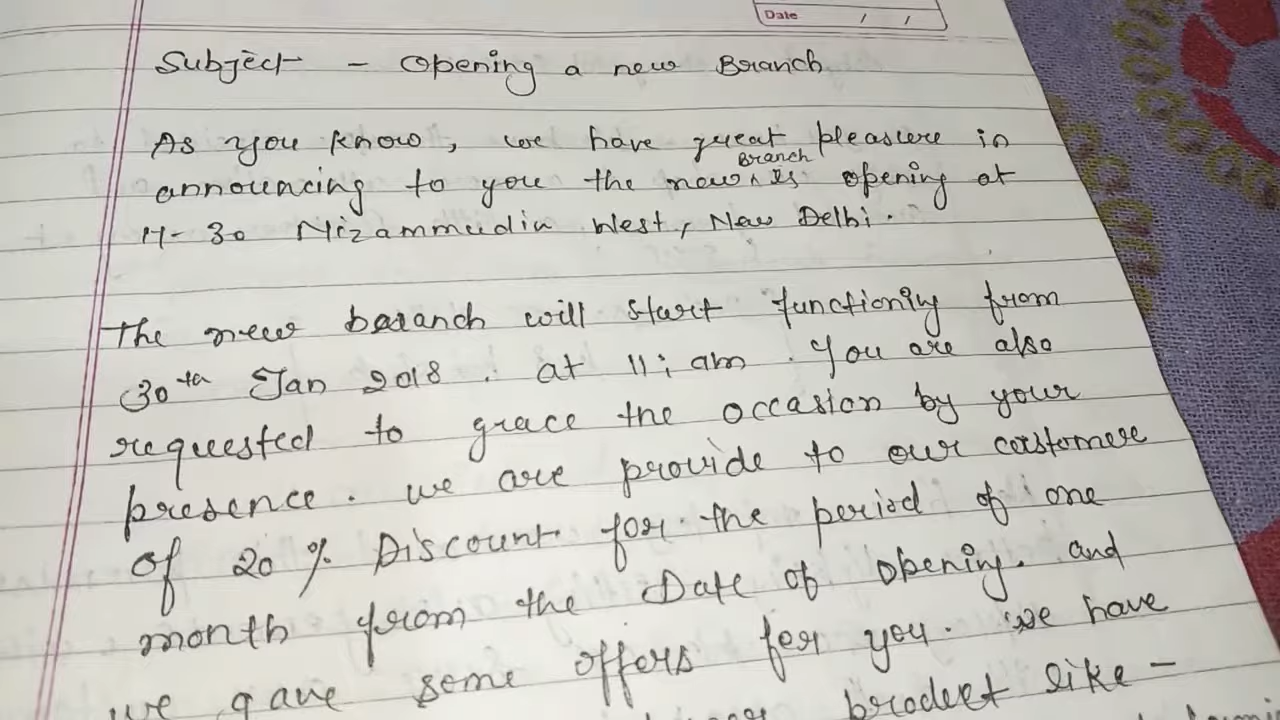 Date / /
Subject - Opening a new Branch
As you know, we have great pleasure in
Branch
announcing to you the new is opening at
H-30 Nizammudin West, New Delhi.
The new branch will start functioning from
30th Jan 2018. at 11: am. You are also
requested to grace the occasion by your
presence. we are provide to our customere
of 20% Discount for the period of one
month from the Date of opening. and
we gave some offers for you. We have
product like -